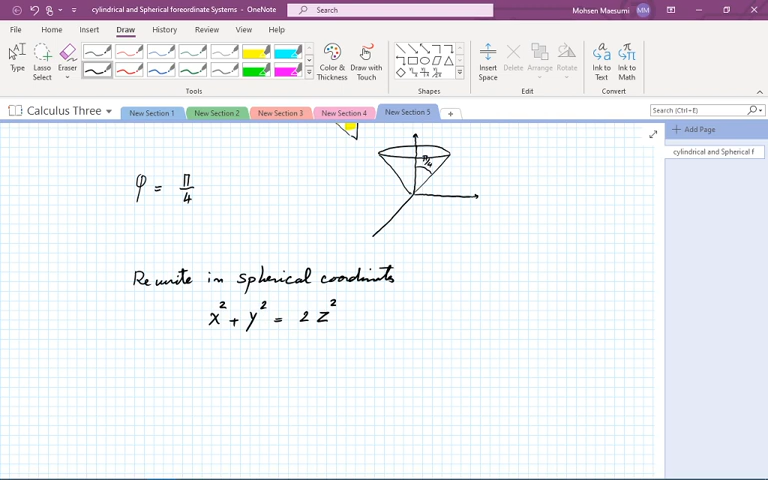 cylindrical and Spherical foreordinate Systems - OneNote
Search
Mohsen Maesumi MM
File Home Insert Draw History Review View Help
Type
Lasso Select
Eraser
Color & Thickness
Draw with Touch
Insert Space
Delete
Arrange
Rotate
Ink to Text
Ink to Math
Tools
Shapes
Edit
Convert
Calculus Three
New Section 1
New Section 2
New Section 3
New Section 4
New Section 5
Search (Ctrl+E)
Add Page
cylindrical and Spherical f
π/4
φ = π/4
Rewrite in spherical coordinates
x² + y² = 2 z²